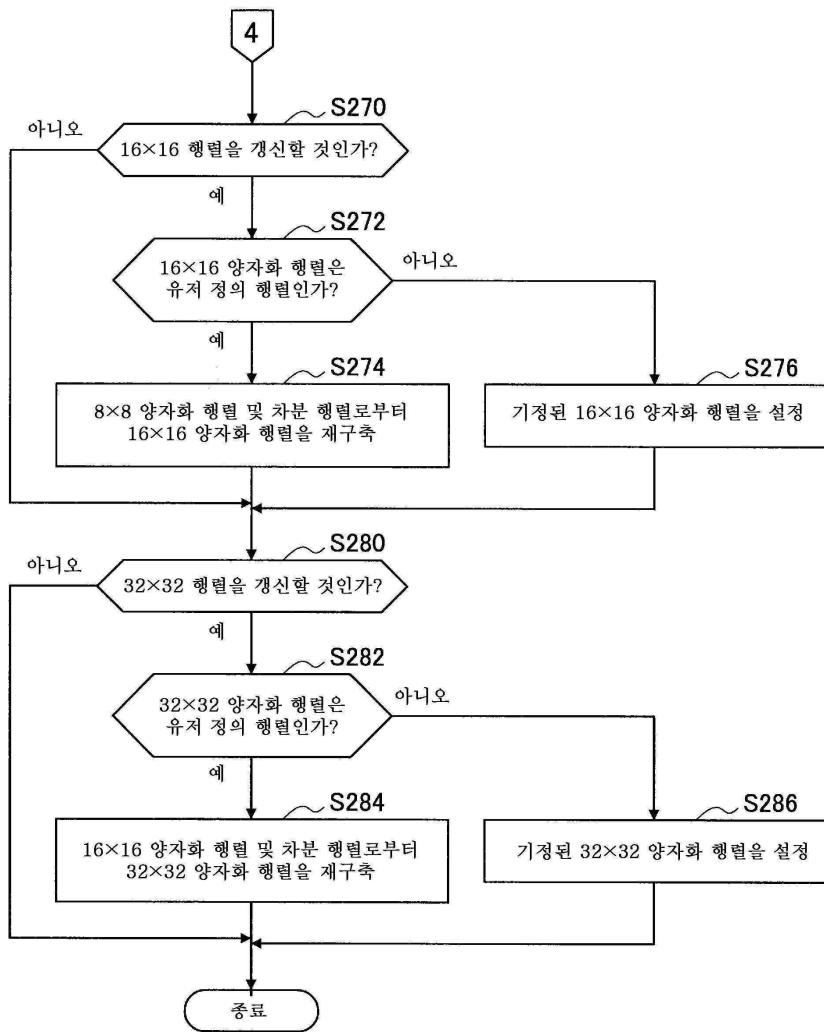 4
S270
아니오
16×16 행렬을 갱신할 것인가?
예
S272
16×16 양자화 행렬은
유저 정의 행렬인가?
아니오
예
S274
8×8 양자화 행렬 및 차분 행렬로부터
16×16 양자화 행렬을 재구축
S276
기정된 16×16 양자화 행렬을 설정
S280
아니오
32×32 행렬을 갱신할 것인가?
예
S282
32×32 양자화 행렬은
유저 정의 행렬인가?
아니오
예
S284
16×16 양자화 행렬 및 차분 행렬로부터
32×32 양자화 행렬을 재구축
S286
기정된 32×32 양자화 행렬을 설정
종료